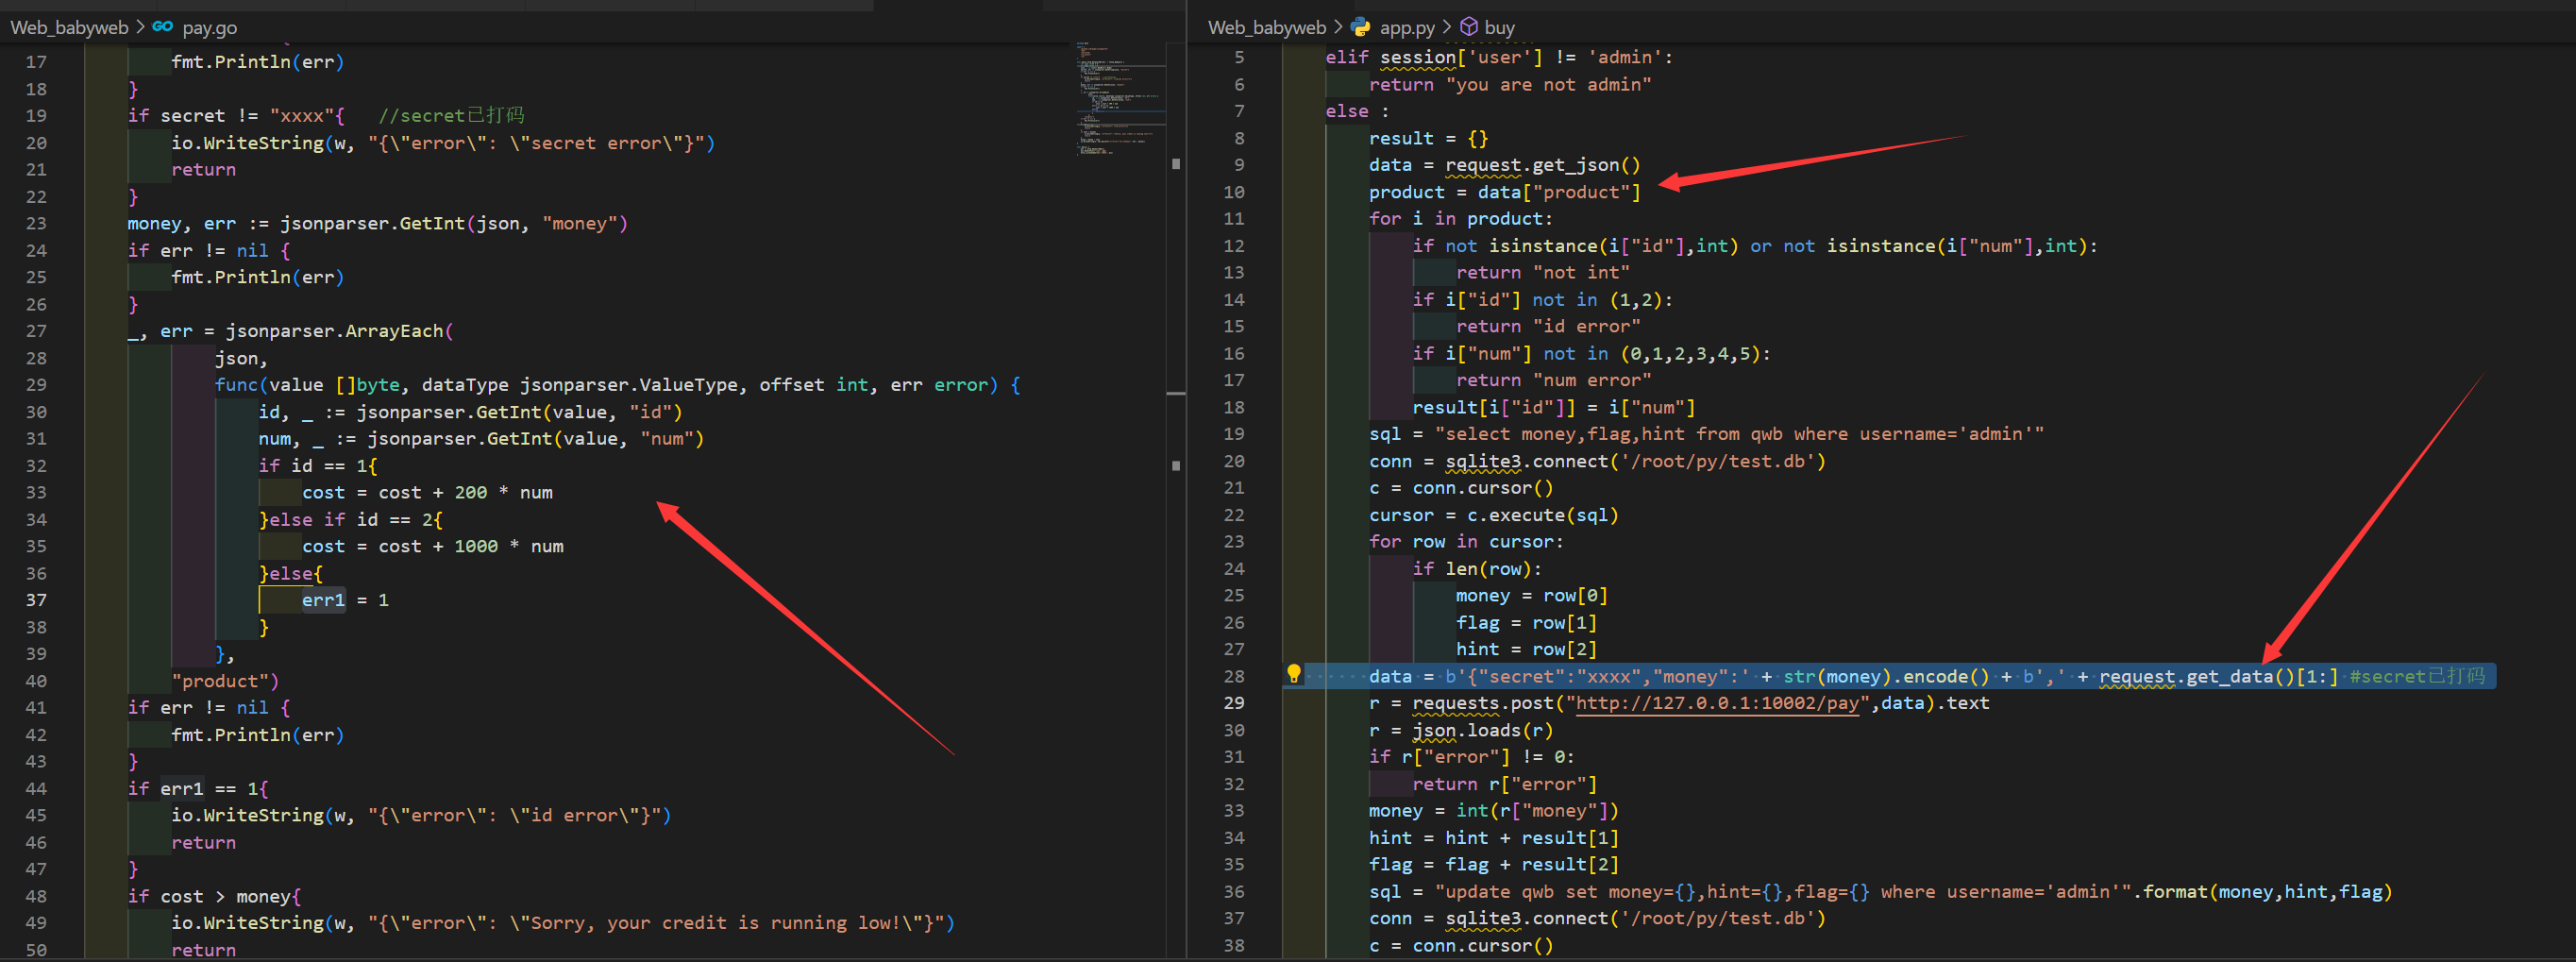 Web_babyweb > pay.go
17 fmt.Println(err)
18 }
19 if secret != "xxxx"{ //secret已打码
20 io.WriteString(w, "{\"error\": \"secret error\"}")
21 return
22 }
23 money, err := jsonparser.GetInt(json, "money")
24 if err != nil {
25 fmt.Println(err)
26 }
27 _, err = jsonparser.ArrayEach(
28 json,
29 func(value []byte, dataType jsonparser.ValueType, offset int, err error) {
30 id, _ := jsonparser.GetInt(value, "id")
31 num, _ := jsonparser.GetInt(value, "num")
32 if id == 1{
33 cost = cost + 200 * num
34 }else if id == 2{
35 cost = cost + 1000 * num
36 }else{
37 err1 = 1
38 }
39 },
40 "product")
41 if err != nil {
42 fmt.Println(err)
43 }
44 if err1 == 1{
45 io.WriteString(w, "{\"error\": \"id error\"}")
46 return
47 }
48 if cost > money{
49 io.WriteString(w, "{\"error\": \"Sorry, your credit is running low!\"}")
50 return
Web_babyweb > app.py > buy
5 elif session['user'] != 'admin':
6 return "you are not admin"
7 else :
8 result = {}
9 data = request.get_json()
10 product = data["product"]
11 for i in product:
12 if not isinstance(i["id"],int) or not isinstance(i["num"],int):
13 return "not int"
14 if i["id"] not in (1,2):
15 return "id error"
16 if i["num"] not in (0,1,2,3,4,5):
17 return "num error"
18 result[i["id"]] = i["num"]
19 sql = "select money,flag,hint from qwb where username='admin'"
20 conn = sqlite3.connect('/root/py/test.db')
21 c = conn.cursor()
22 cursor = c.execute(sql)
23 for row in cursor:
24 if len(row):
25 money = row[0]
26 flag = row[1]
27 hint = row[2]
28 data = b'{"secret":"xxxx","money":' + str(money).encode() + b',' + request.get_data()[1:] #secret已打码
29 r = requests.post("http://127.0.0.1:10002/pay",data).text
30 r = json.loads(r)
31 if r["error"] != 0:
32 return r["error"]
33 money = int(r["money"])
34 hint = hint + result[1]
35 flag = flag + result[2]
36 sql = "update qwb set money={},hint={},flag={} where username='admin'".format(money,hint,flag)
37 conn = sqlite3.connect('/root/py/test.db')
38 c = conn.cursor()